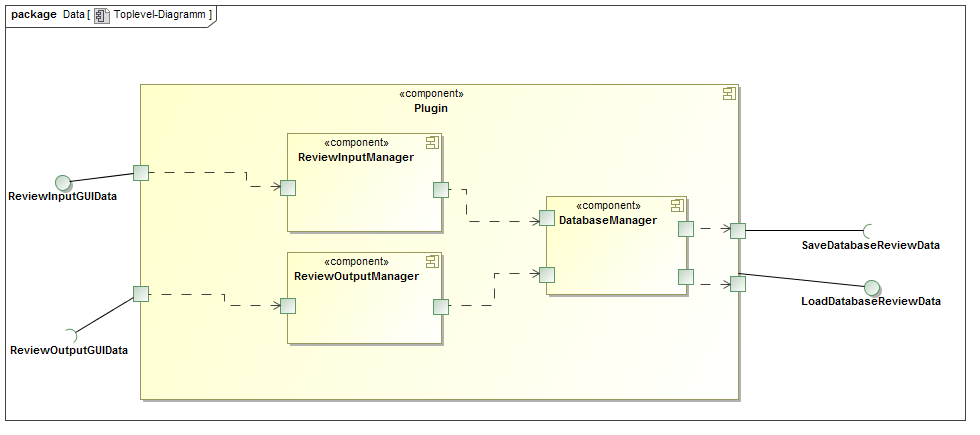 package Data [ Toplevel-Diagramm ]
«component»
Plugin
«component»
ReviewInputManager
ReviewInputGUIData
«component»
DatabaseManager
SaveDatabaseReviewData
«component»
ReviewOutputManager
LoadDatabaseReviewData
ReviewOutputGUIData